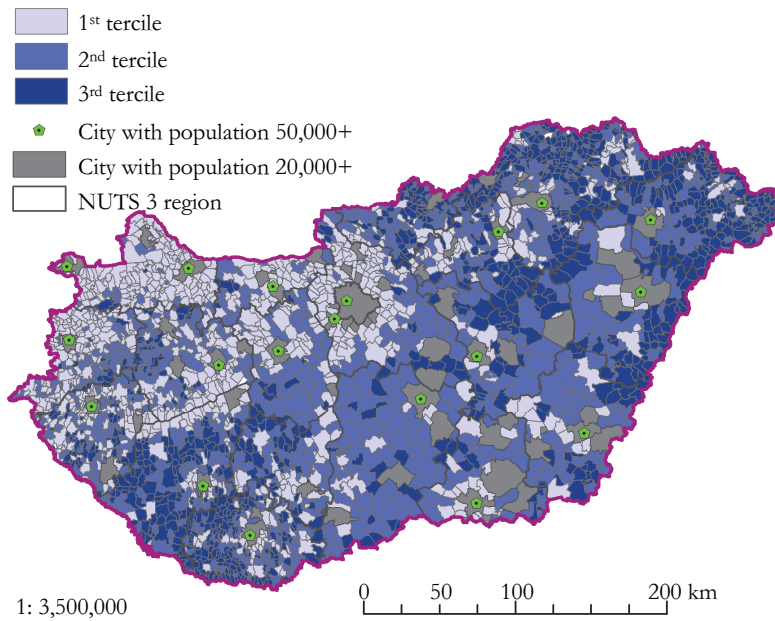 1st tercile
2nd tercile
3rd tercile
City with population 50,000+
City with population 20,000+
NUTS 3 region
1: 3,500,000
0 50 100 200 km